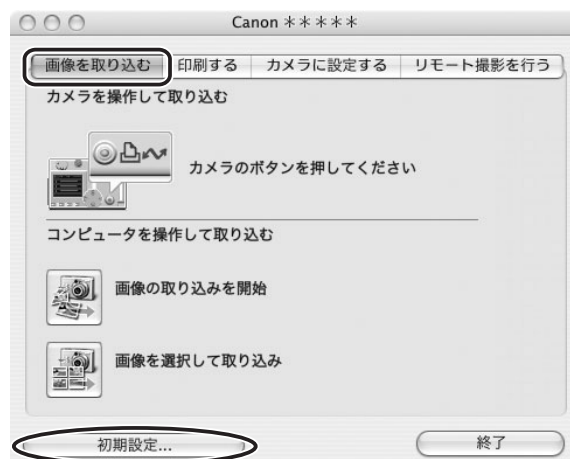 Canon ＊＊＊＊＊
画像を取り込む 印刷する カメラに設定する リモート撮影を行う
カメラを操作して取り込む
カメラのボタンを押してください
コンピュータを操作して取り込む
画像の取り込みを開始
画像を選択して取り込み
初期設定... 終了